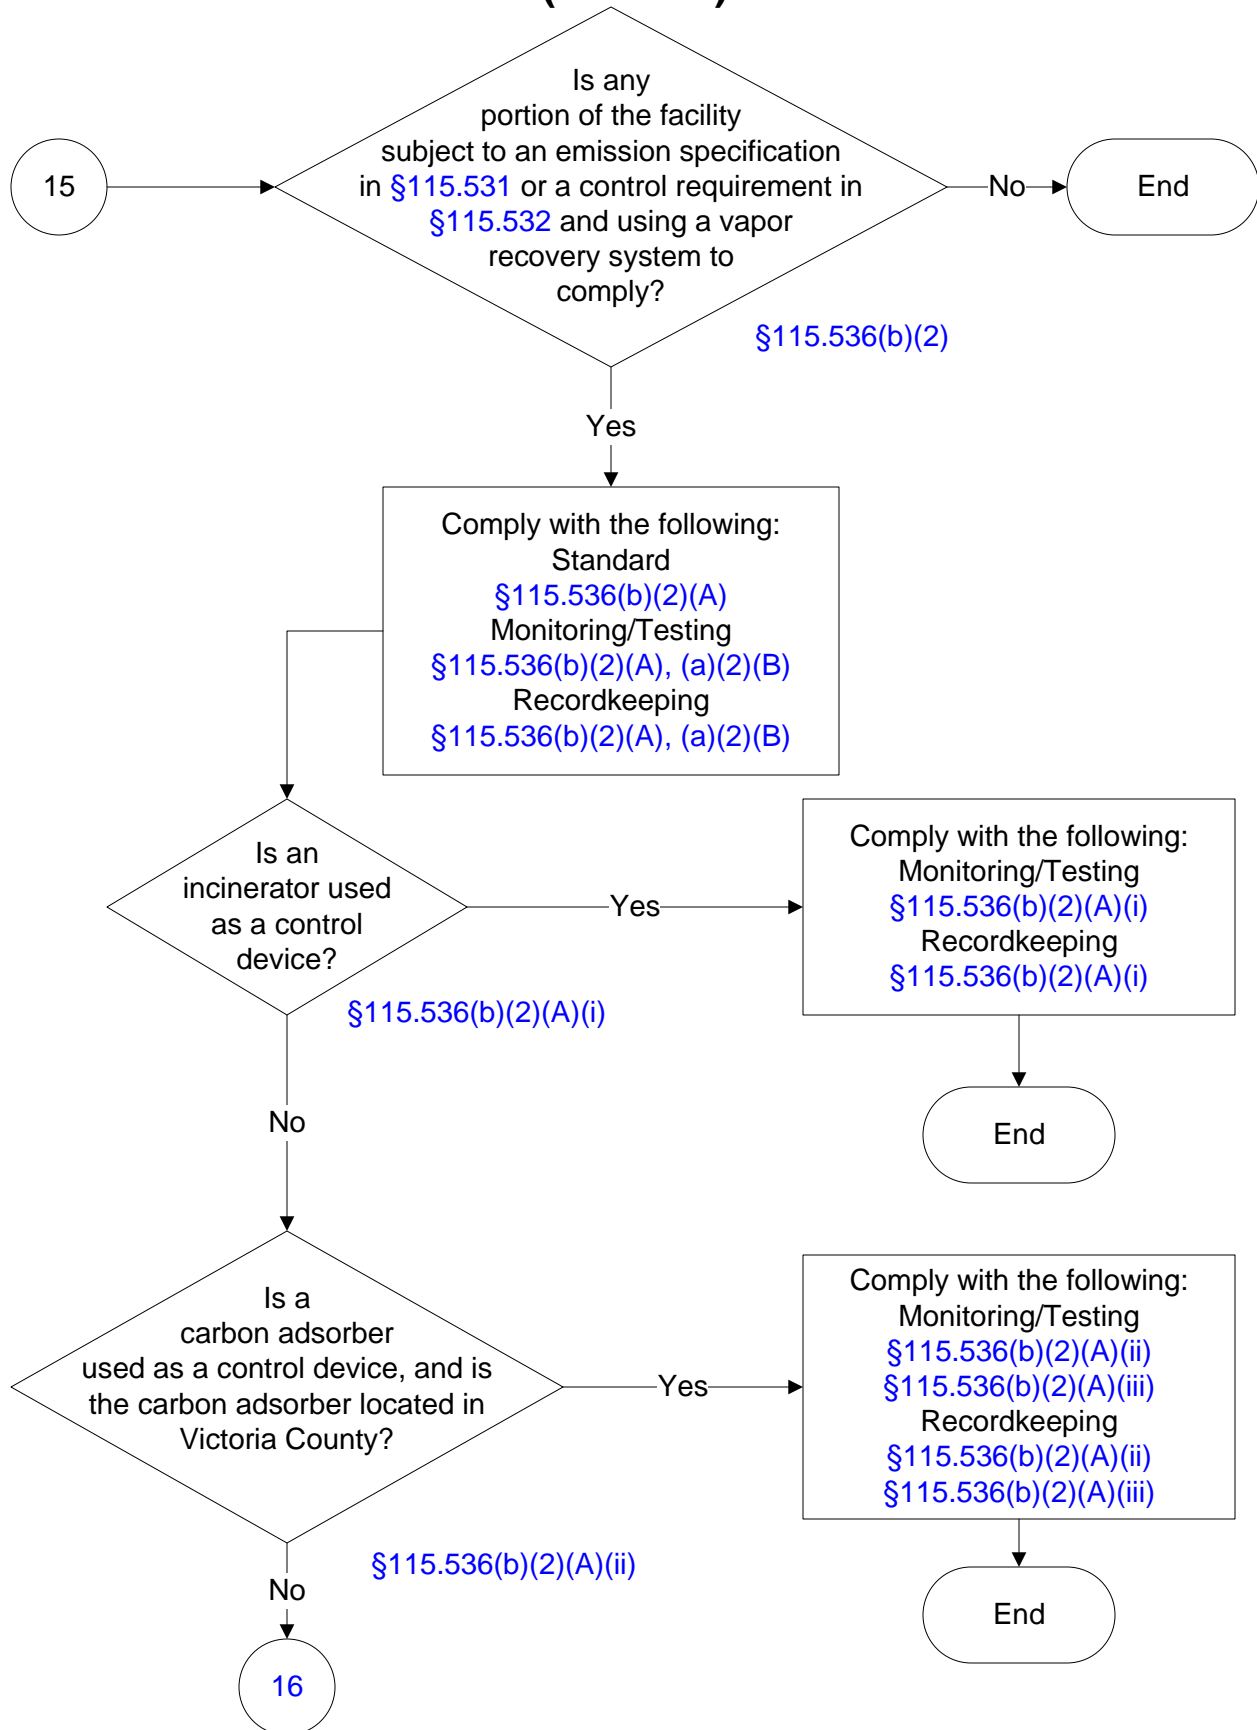 15
Is any
portion of the facility
subject to an emission specification
in §115.531 or a control requirement in
§115.532 and using a vapor
recovery system to
comply?
No
End
§115.536(b)(2)
Yes
Comply with the following:
Standard
§115.536(b)(2)(A)
Monitoring/Testing
§115.536(b)(2)(A), (a)(2)(B)
Recordkeeping
§115.536(b)(2)(A), (a)(2)(B)
Is an
incinerator used
as a control
device?
Yes
Comply with the following:
Monitoring/Testing
§115.536(b)(2)(A)(i)
Recordkeeping
§115.536(b)(2)(A)(i)
§115.536(b)(2)(A)(i)
No
End
Is a
carbon adsorber
used as a control device, and is
the carbon adsorber located in
Victoria County?
Yes
Comply with the following:
Monitoring/Testing
§115.536(b)(2)(A)(ii)
§115.536(b)(2)(A)(iii)
Recordkeeping
§115.536(b)(2)(A)(ii)
§115.536(b)(2)(A)(iii)
§115.536(b)(2)(A)(ii)
No
End
16